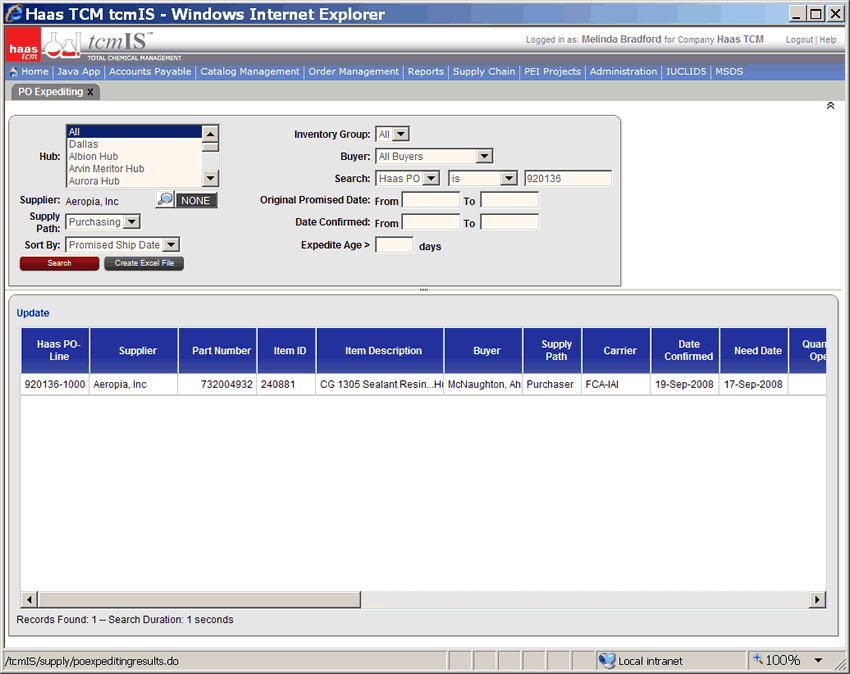 Haas TCM tcmIS - Windows Internet Explorer
haas tcm
tcmIS™
TOTAL CHEMICAL MANAGEMENT
Logged in as: Melinda Bradford for Company Haas TCM Logout | Help
Home | Java App | Accounts Payable | Catalog Management | Order Management | Reports | Supply Chain | PEI Projects | Administration | IUCLID5 | MSDS
PO Expediting x
Hub: All
Dallas
Albion Hub
Arvin Meritor Hub
Aurora Hub
Supplier: Aeropia, Inc NONE
Supply Path: Purchasing
Sort By: Promised Ship Date
Search Create Excel File
Inventory Group: All
Buyer: All Buyers
Search: Haas PO is 920136
Original Promised Date: From To
Date Confirmed: From To
Expedite Age > days
Update
Haas PO-Line Supplier Part Number Item ID Item Description Buyer Supply Path Carrier Date Confirmed Need Date Quan Ope
920136-1000 Aeropia, Inc 732004932 240881 CG 1305 Sealant Resin...Hu McNaughton, Ah Purchaser FCA-IAI 19-Sep-2008 17-Sep-2008
Records Found: 1 -- Search Duration: 1 seconds
/tcmIS/supply/poexpeditingresults.do Local intranet 100%